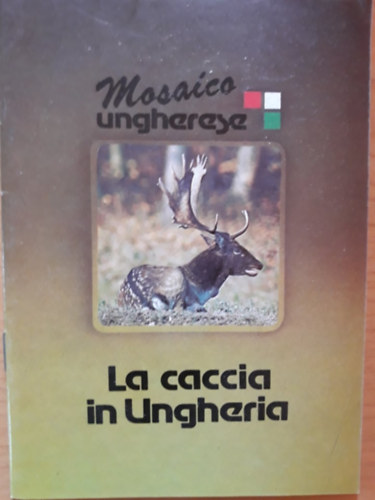 Mosaico
ungherese
La caccia
in Ungheria